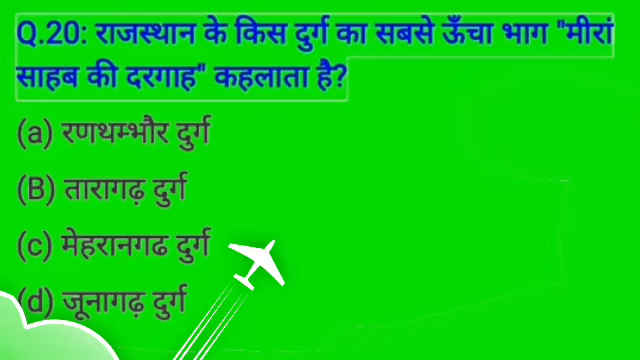 Q.20: राजस्थान के किस दुर्ग का सबसे ऊँचा भाग "मीरां
साहब की दरगाह" कहलाता है?
(a) रणथम्भौर दुर्ग
(B) तारागढ़ दुर्ग
(c) मेहरानगढ दुर्ग
(d) जूनागढ़ दुर्ग